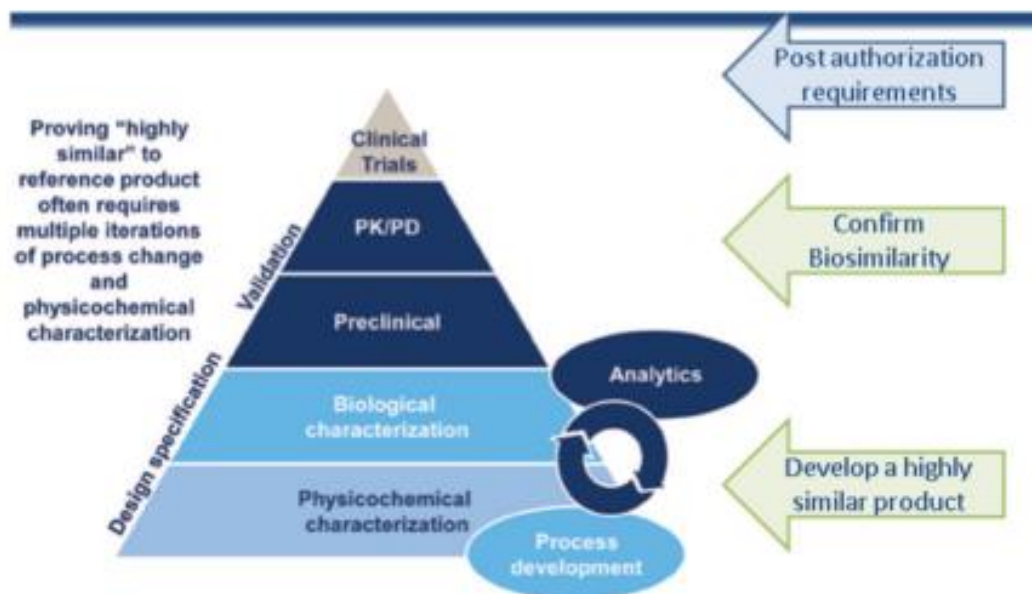 Post authorization
requirements
Proving "highly
similar" to
reference product
often requires
multiple iterations
of process change
and
physicochemical
characterization
Clinical
Trials
PK/PD
Validation
Confirm
Biosimilarity
Preclinical
Analytics
Biological
characterization
Design specification
Physicochemical
characterization
Develop a highly
similar product
Process
development